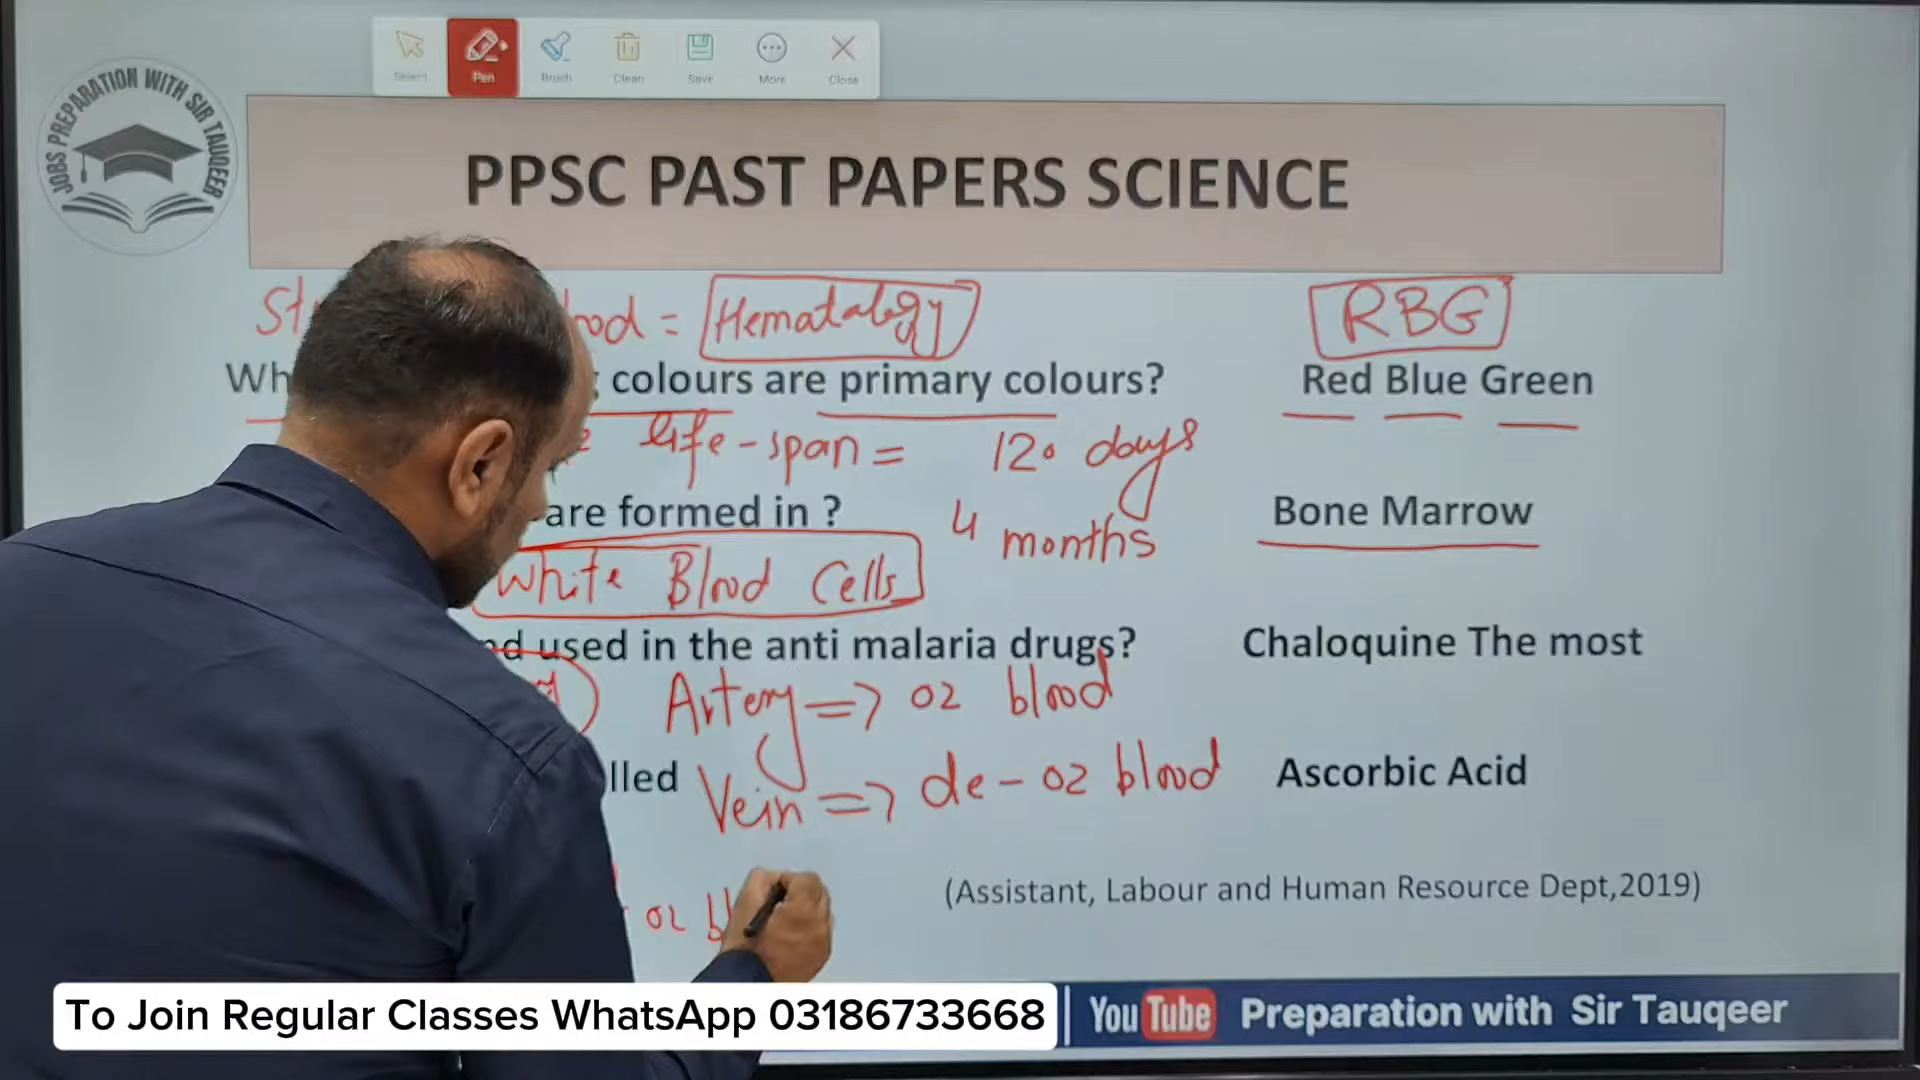 Select Pen Brush Clean Save More Close
JOBS PREPARATION WITH SIR TAUQEER
PPSC PAST PAPERS SCIENCE
= Hematalogy
RBG
colours are primary colours?
Red Blue Green
life-span = 120 days
are formed in ?
4 months
Bone Marrow
White Blood Cells
used in the anti malaria drugs?
Chaloquine The most
Artery => O2 blood
Vein => de-O2 blood
Ascorbic Acid
O2
(Assistant, Labour and Human Resource Dept,2019)
To Join Regular Classes WhatsApp 03186733668
YouTube Preparation with Sir Tauqeer